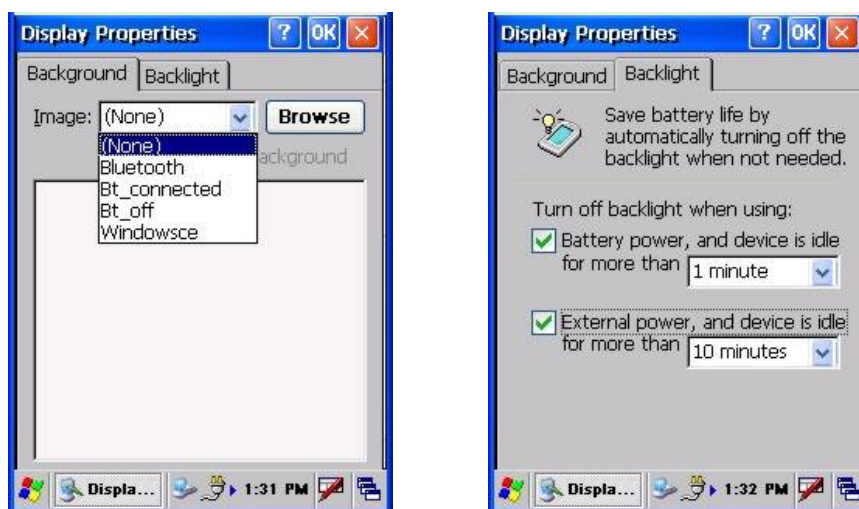 Display Properties ? OK
Background Backlight
Image: (None) Browse
(None)
Bluetooth
Bt_connected
Bt_off
Windowsce
ackground
Displa... 1:31 PM
Display Properties ? OK
Background Backlight
Save battery life by
automatically turning off the
backlight when not needed.
Turn off backlight when using:
Battery power, and device is idle
for more than 1 minute
External power, and device is idle
for more than 10 minutes
Displa... 1:32 PM